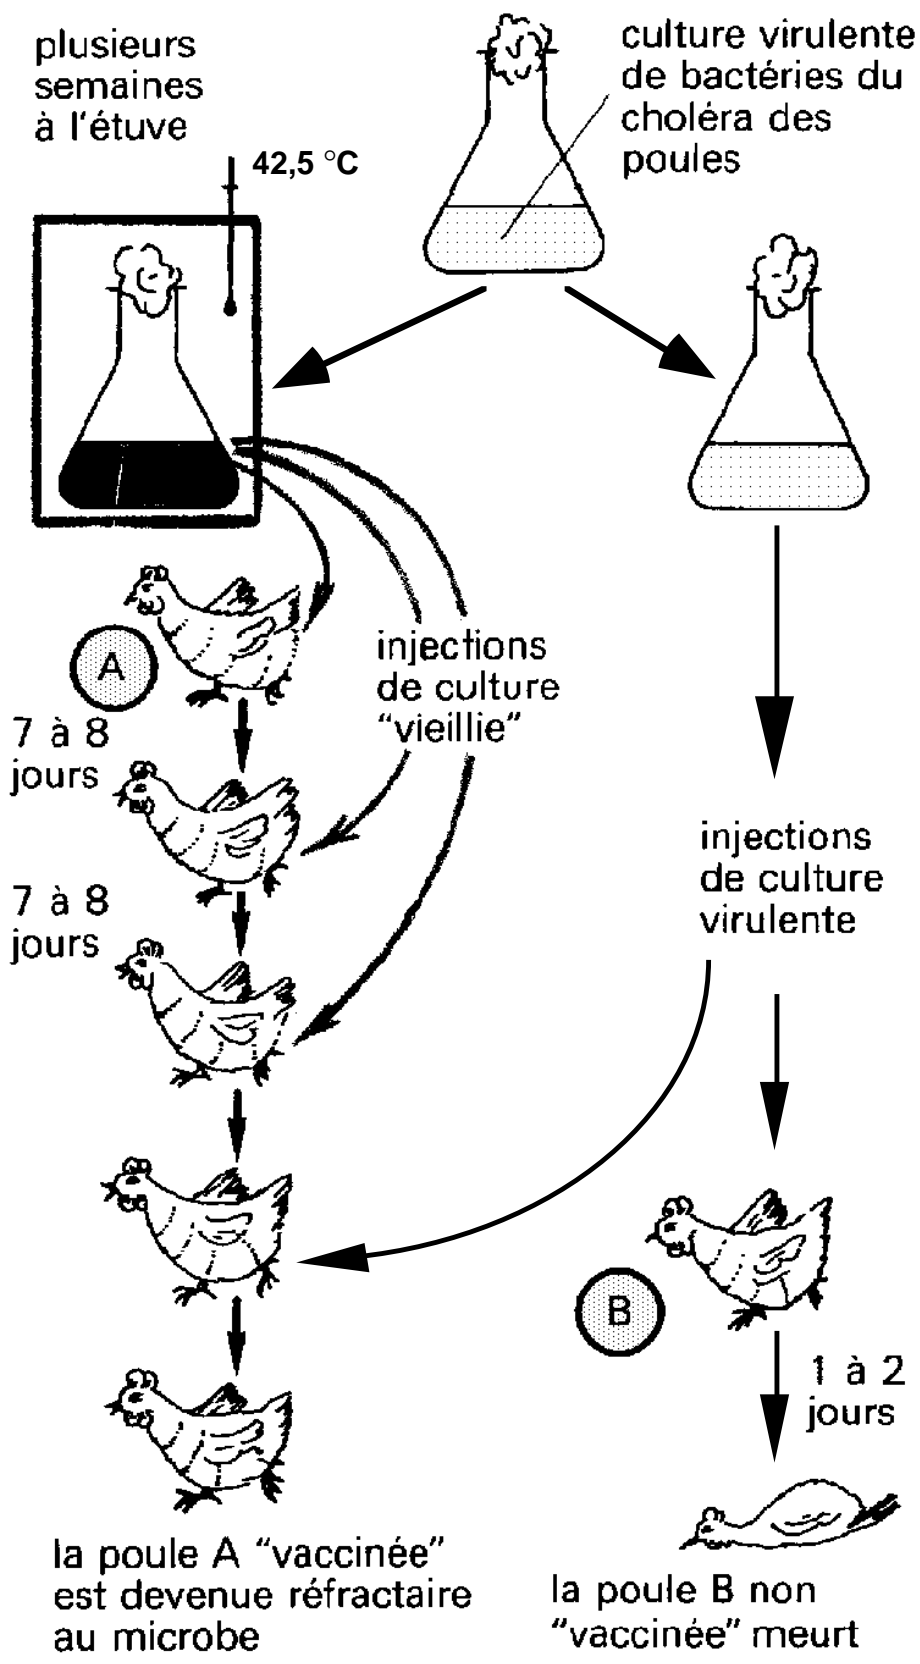 plusieurs
semaines
à l'étuve
42,5 °C
culture virulente
de bactéries du
choléra des
poules
A
injections
de culture
"vieillie"
7 à 8
jours
7 à 8
jours
injections
de culture
virulente
B
1 à 2
jours
la poule A "vaccinée"
est devenue réfractaire
au microbe
la poule B non
"vaccinée" meurt